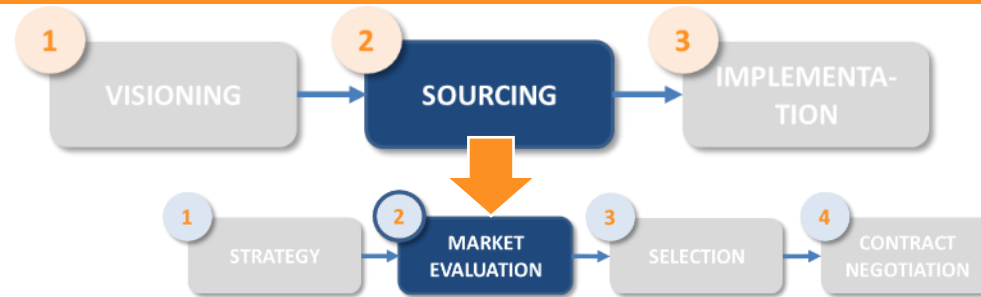 1
VISIONING
2
SOURCING
3
IMPLEMENTA-
TION
1
STRATEGY
2
MARKET
EVALUATION
3
SELECTION
4
CONTRACT
NEGOTIATION